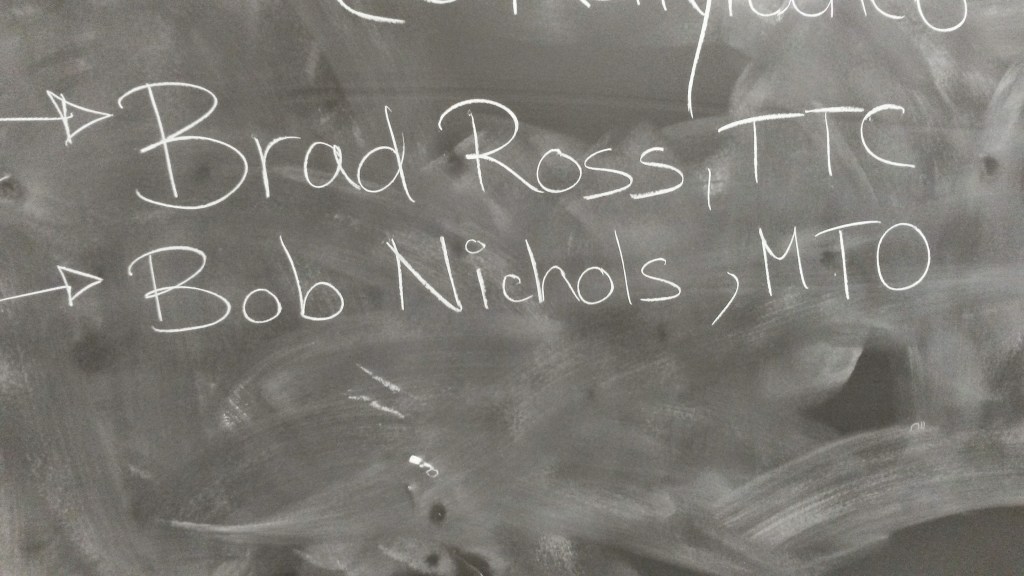 Brad Ross, TTC
Bob Nichols, MTO